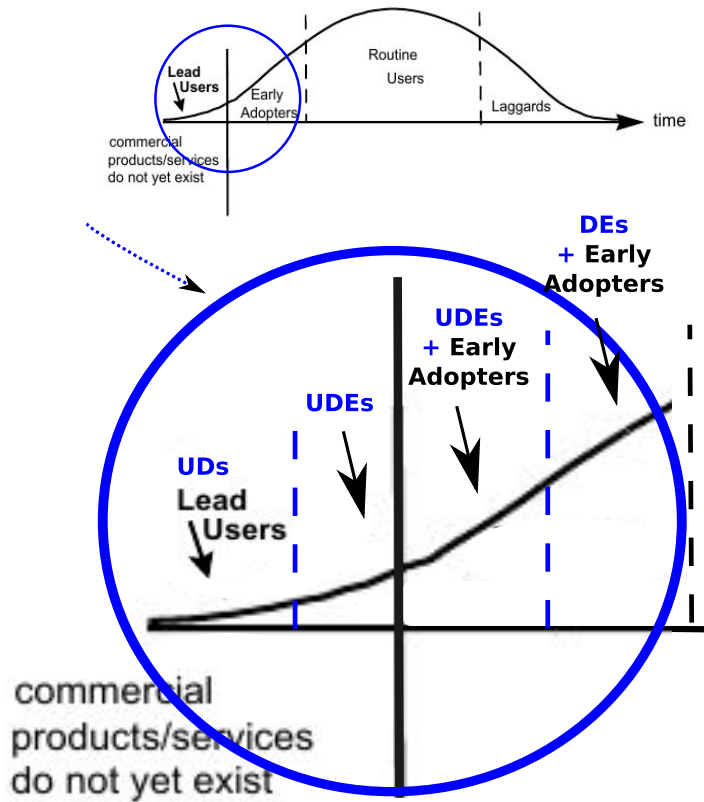 Lead
Users
Early
Adopters
Routine
Users
Laggards
time
commercial
products/services
do not yet exist
DEs
+ Early
Adopters
UDEs
+ Early
Adopters
UDEs
UDs
Lead
Users
commercial
products/services
do not yet exist